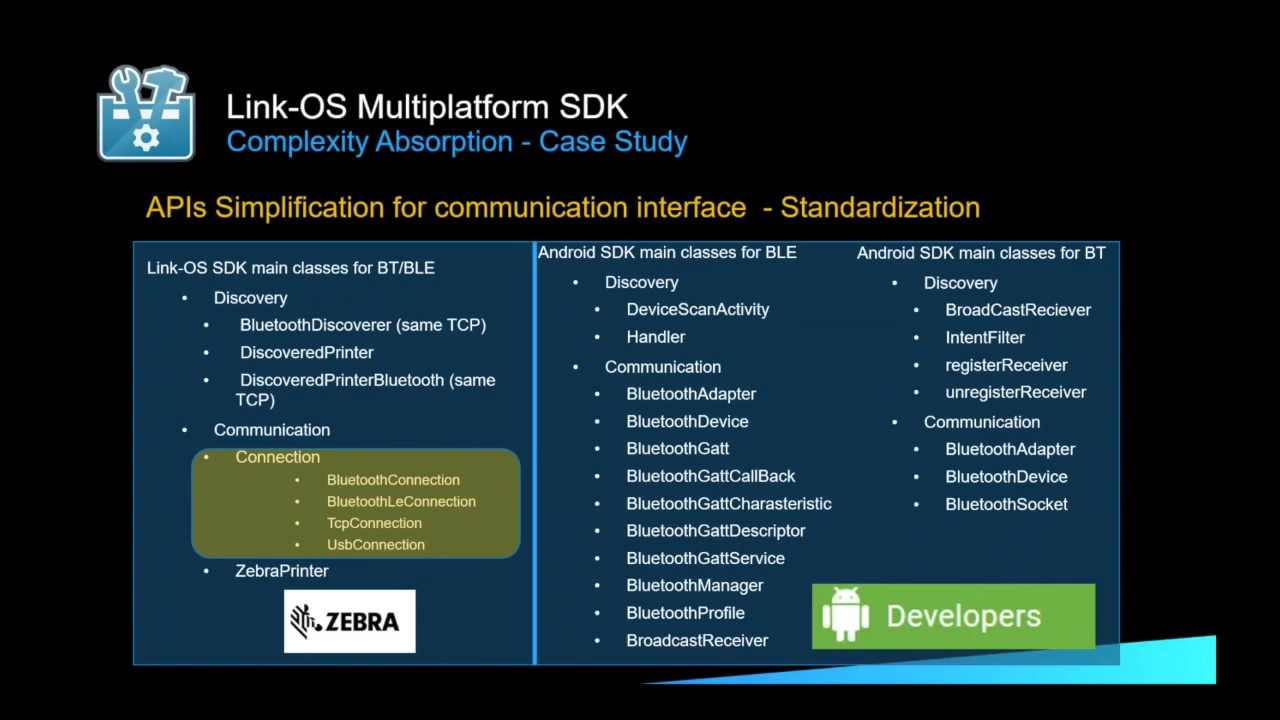 Link-OS Multiplatform SDK
Complexity Absorption - Case Study
APIs Simplification for communication interface - Standardization
Link-OS SDK main classes for BT/BLE
• Discovery
• BluetoothDiscoverer (same TCP)
• DiscoveredPrinter
• DiscoveredPrinterBluetooth (same
TCP)
• Communication
• Connection
• BluetoothConnection
• BluetoothLeConnection
• TcpConnection
• UsbConnection
• ZebraPrinter
ZEBRA
Android SDK main classes for BLE
• Discovery
• DeviceScanActivity
• Handler
• Communication
• BluetoothAdapter
• BluetoothDevice
• BluetoothGatt
• BluetoothGattCallBack
• BluetoothGattCharasteristic
• BluetoothGattDescriptor
• BluetoothGattService
• BluetoothManager
• BluetoothProfile
• BroadcastReceiver
Android SDK main classes for BT
• Discovery
• BroadCastReciever
• IntentFilter
• registerReceiver
• unregisterReceiver
• Communication
• BluetoothAdapter
• BluetoothDevice
• BluetoothSocket
Developers